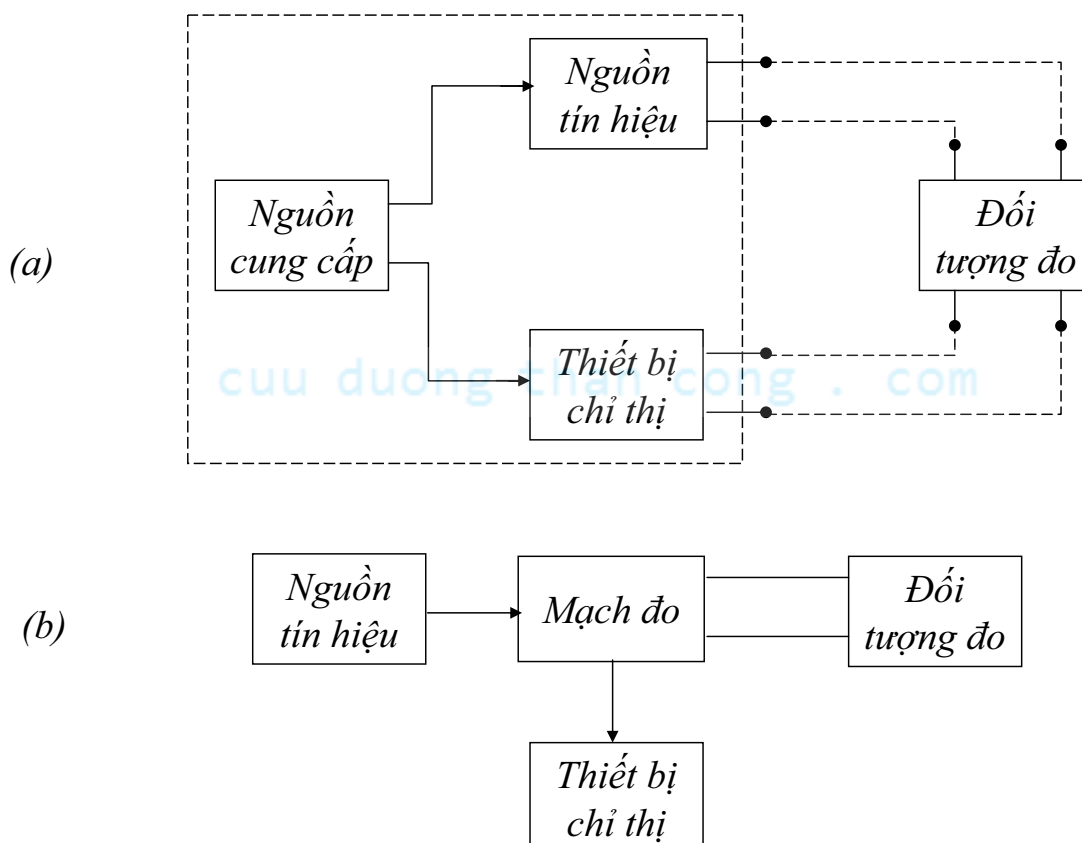 Nguồn
tín hiệu
Nguồn
cung cấp
Đối
tượng đo
(a)
Thiết bị
chỉ thị
cuu duong than cong . com
Nguồn
tín hiệu
Mạch đo
Đối
tượng đo
(b)
Thiết bị
chỉ thị